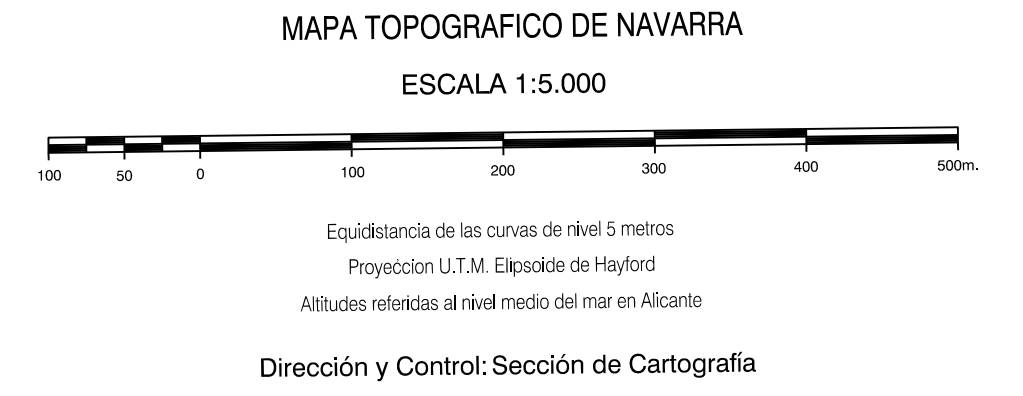 MAPA TOPOGRAFICO DE NAVARRA
ESCALA 1:5.000
100 50 0 100 200 300 400 500m.
Equidistancia de las curvas de nivel 5 metros
Proyeccion U.T.M. Elipsoide de Hayford
Altitudes referidas al nivel medio del mar en Alicante
Dirección y Control: Sección de Cartografía